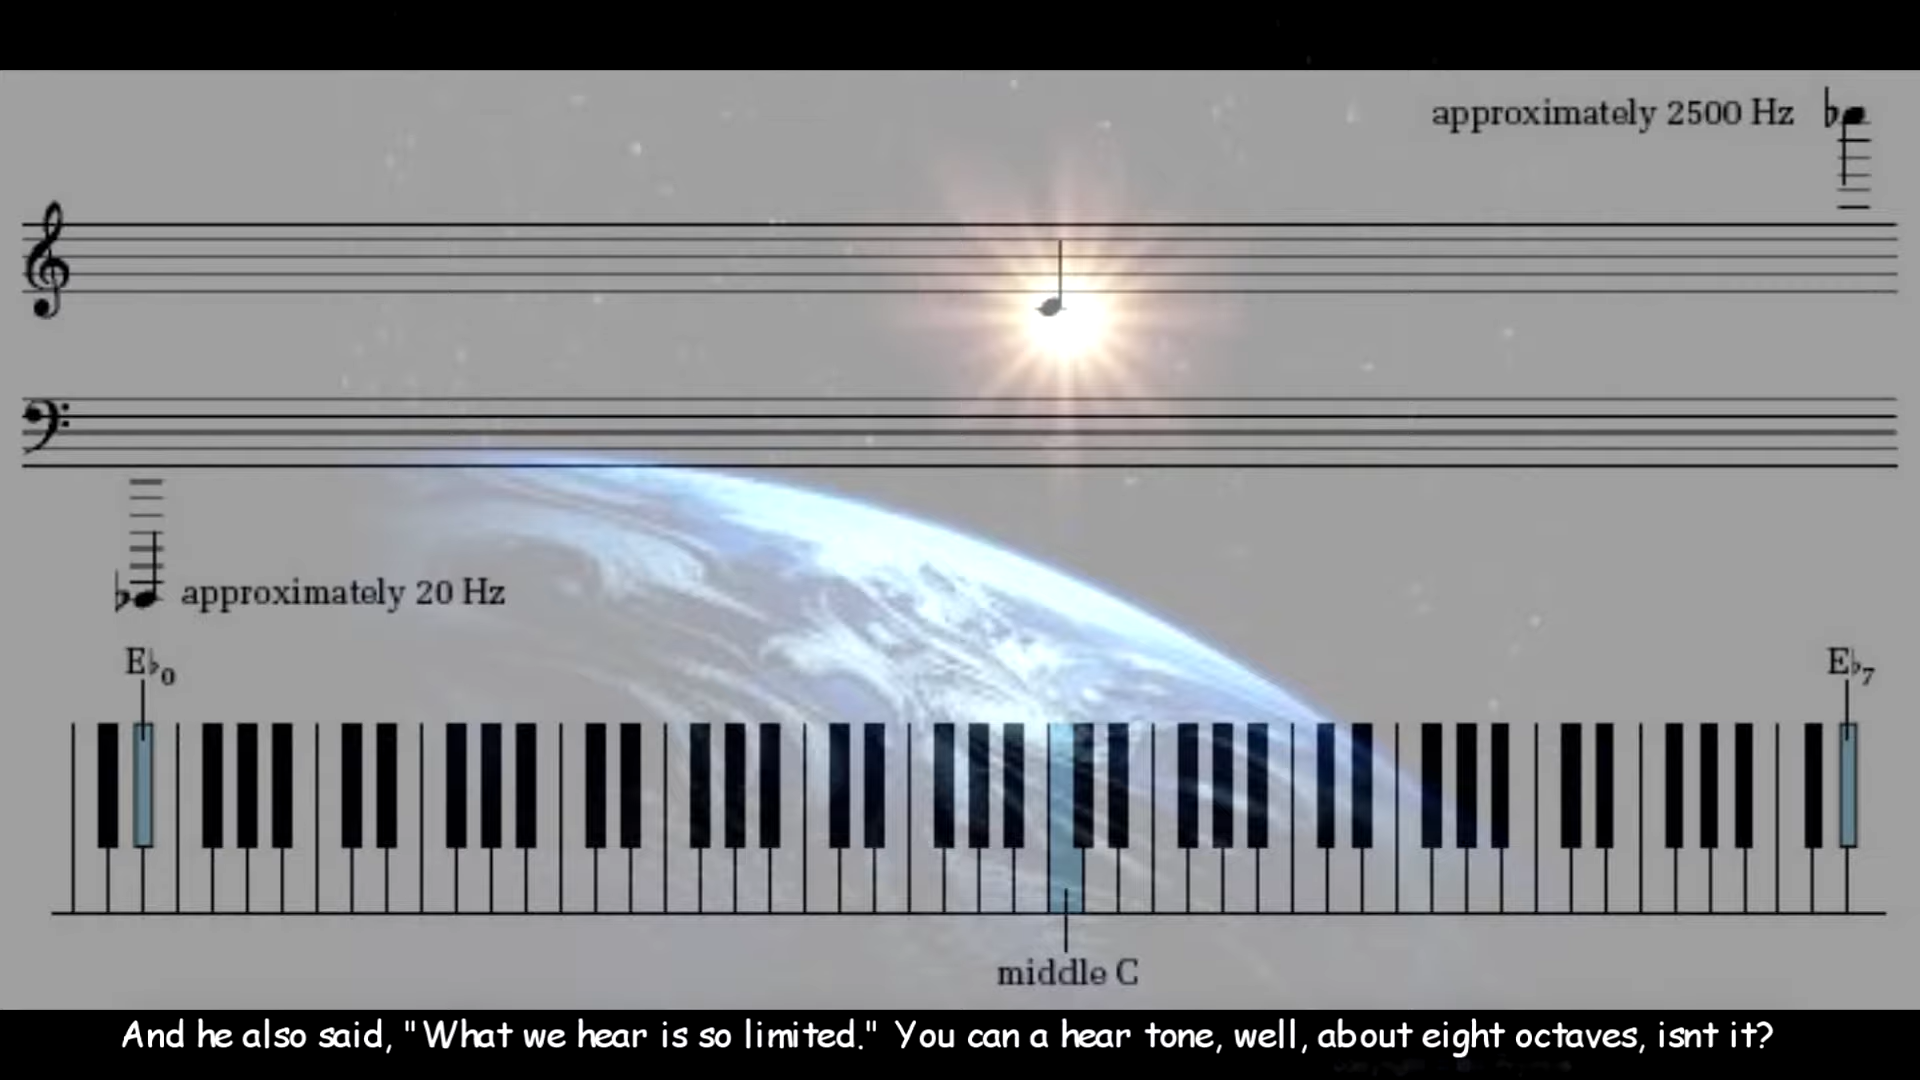 approximately 2500 Hz
approximately 20 Hz
E♭0
E♭7
middle C
And he also said, "What we hear is so limited." You can a hear tone, well, about eight octaves, isnt it?